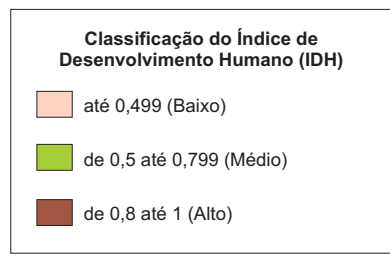 Classificação do Índice de
Desenvolvimento Humano (IDH)
até 0,499 (Baixo)
de 0,5 até 0,799 (Médio)
de 0,8 até 1 (Alto)